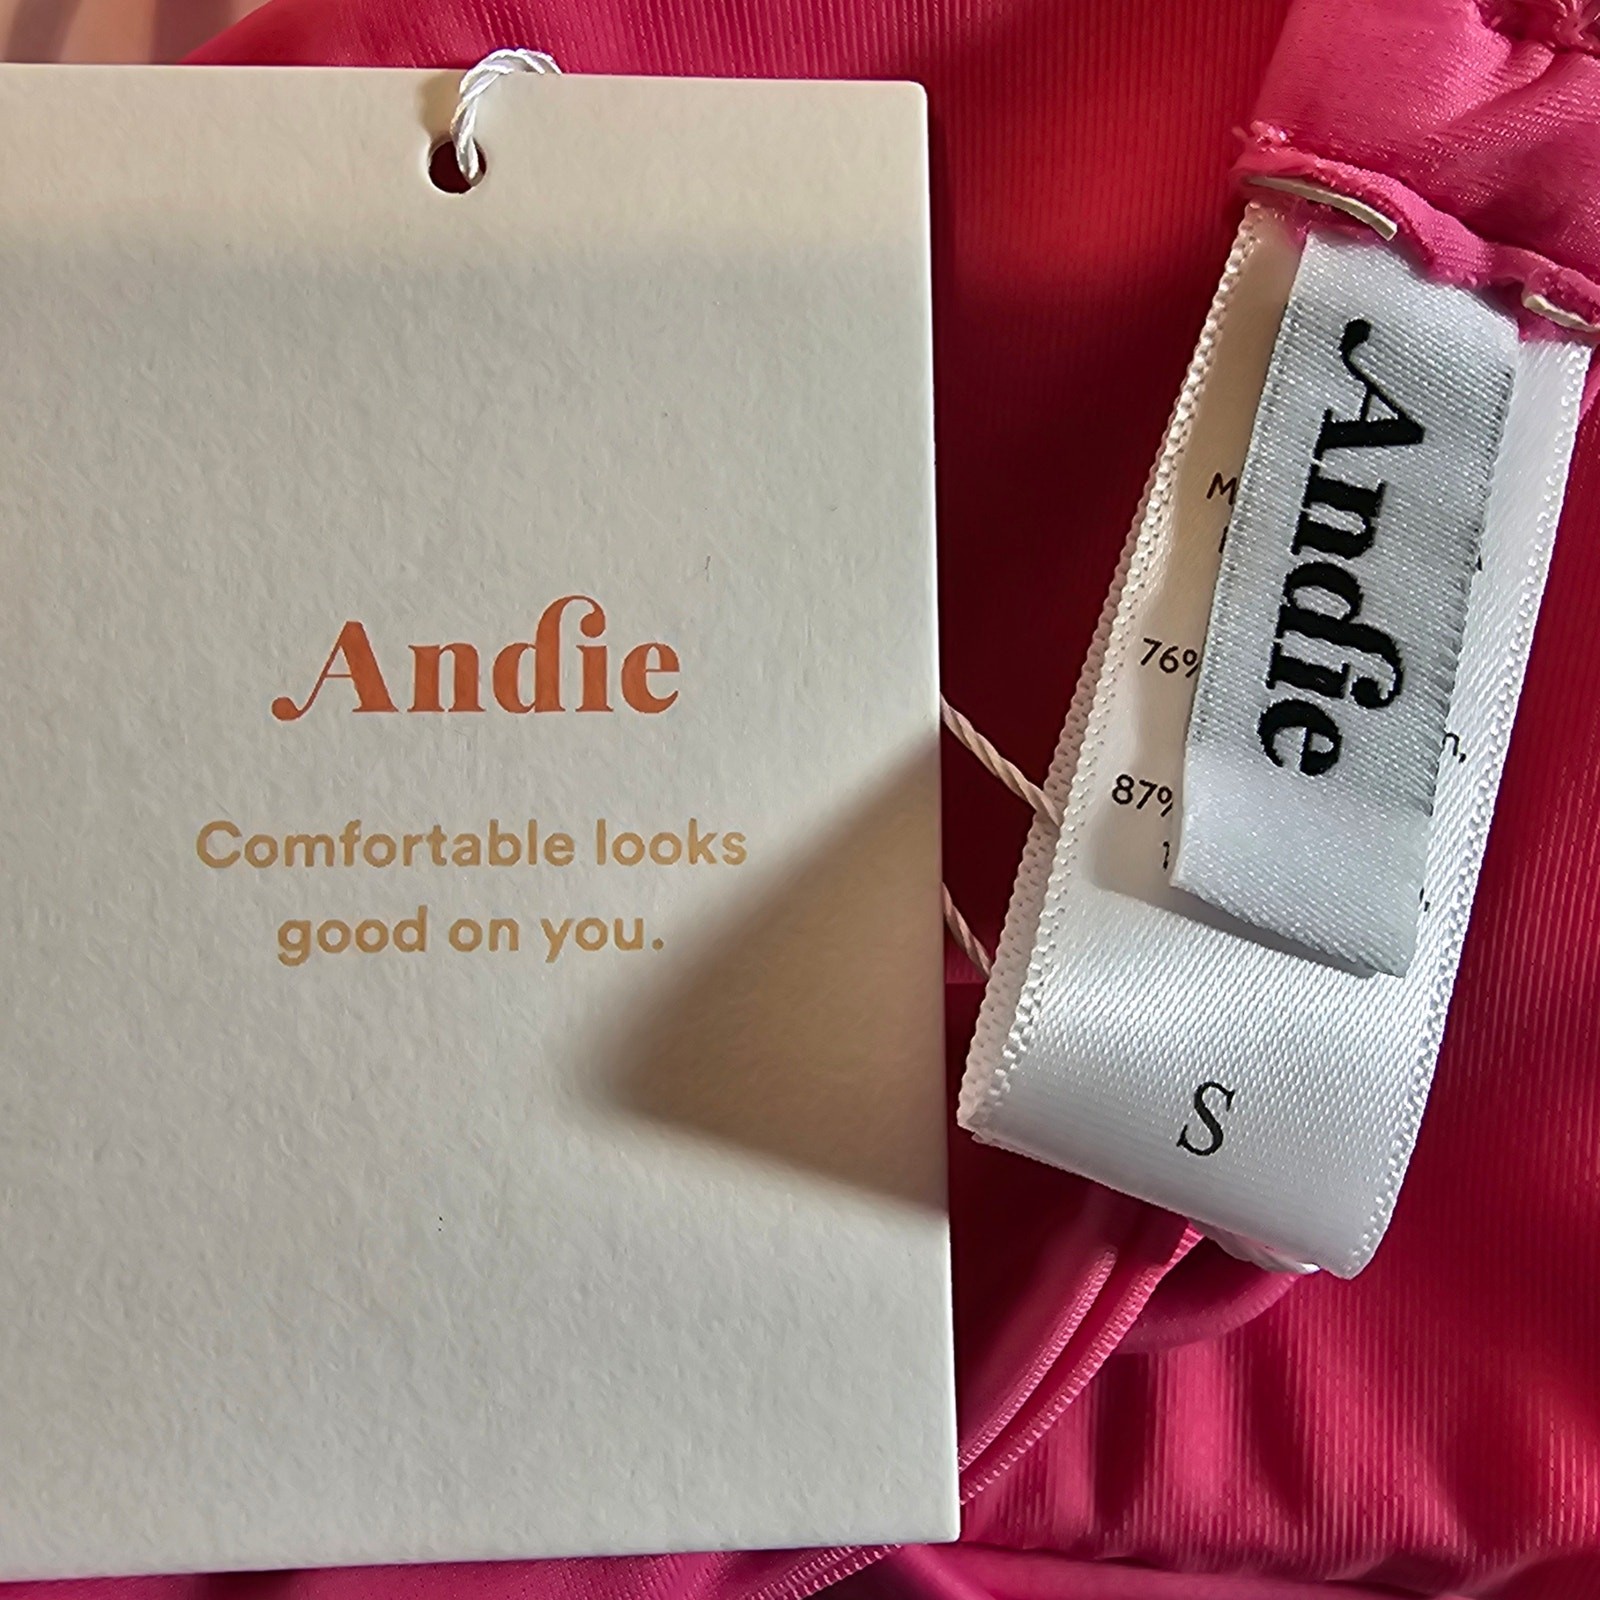 Andie
Comfortable looks
good on you.
Andie
76%
87%
S